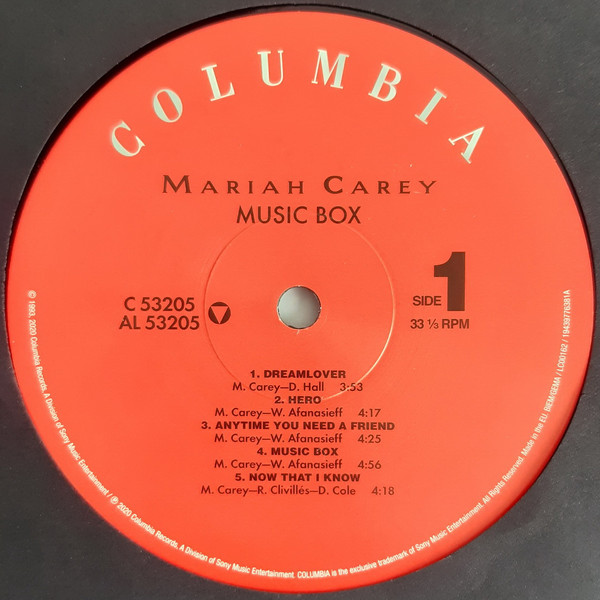 COLUMBIA
MARIAH CAREY
MUSIC BOX
C 53205
AL 53205
SIDE 1
33 ⅓ RPM
1. DREAMLOVER
M. Carey—D. Hall 3:53
2. HERO
M. Carey—W. Afanasieff 4:17
3. ANYTIME YOU NEED A FRIEND
M. Carey—W. Afanasieff 4:25
4. MUSIC BOX
M. Carey—W. Afanasieff 4:56
5. NOW THAT I KNOW
M. Carey—R. Clivillés—D. Cole 4:18
© 1993, 2020 Columbia Records, A Division of Sony Music Entertainment / ℗ 2020 Columbia Records, A Division of Sony Music Entertainment. COLUMBIA is the exclusive trademark of Sony Music Entertainment. All Rights Reserved. Made in the EU. BIEM/GEMA / LC00162 / 19439776381A